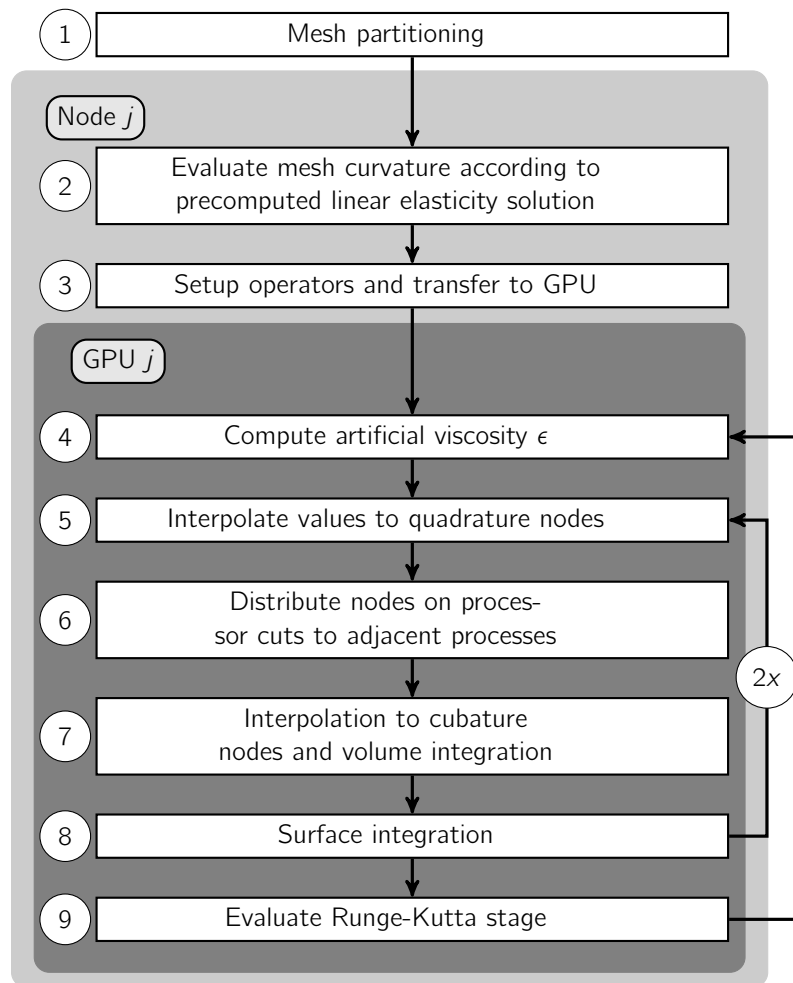 1
Mesh partitioning
Node j
2
Evaluate mesh curvature according to
precomputed linear elasticity solution
3
Setup operators and transfer to GPU
GPU j
4
Compute artificial viscosity ϵ
5
Interpolate values to quadrature nodes
6
Distribute nodes on proces-
sor cuts to adjacent processes
2x
7
Interpolation to cubature
nodes and volume integration
8
Surface integration
9
Evaluate Runge-Kutta stage